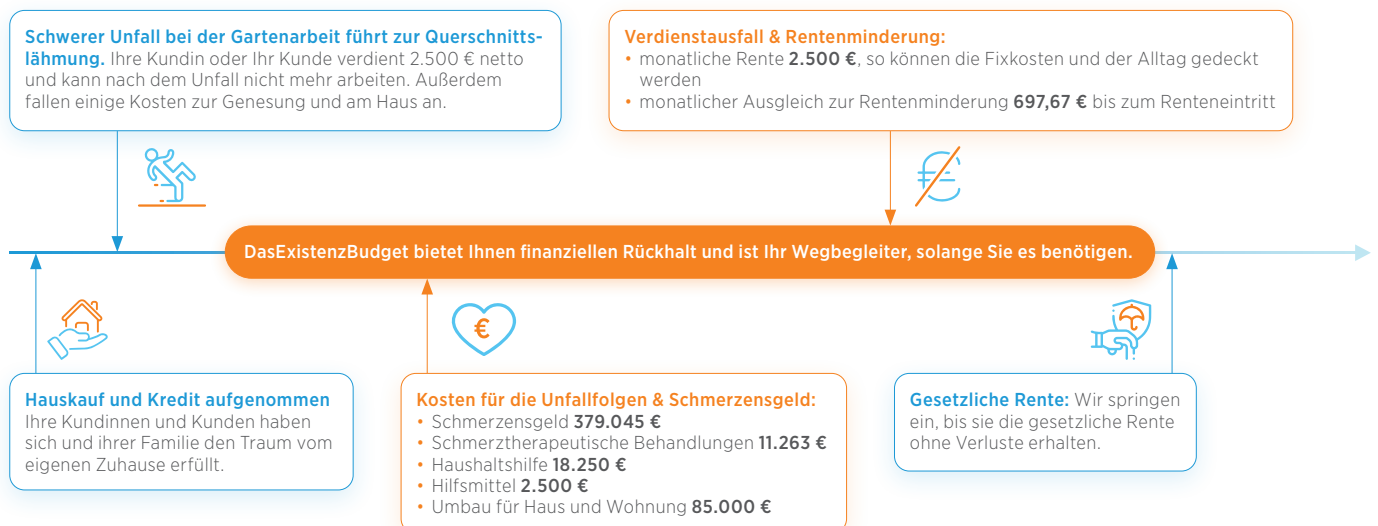 Schwerer Unfall bei der Gartenarbeit führt zur Querschnitts-
lähmung. Ihre Kundin oder Ihr Kunde verdient 2.500 € netto
und kann nach dem Unfall nicht mehr arbeiten. Außerdem
fallen einige Kosten zur Genesung und am Haus an.
Verdienstausfall & Rentenminderung:
• monatliche Rente 2.500 €, so können die Fixkosten und der Alltag gedeckt
werden
• monatlicher Ausgleich zur Rentenminderung 697,67 € bis zum Renteneintritt
DasExistenzBudget bietet Ihnen finanziellen Rückhalt und ist Ihr Wegbegleiter, solange Sie es benötigen.
Hauskauf und Kredit aufgenommen
Ihre Kundinnen und Kunden haben
sich und ihrer Familie den Traum vom
eigenen Zuhause erfüllt.
Kosten für die Unfallfolgen & Schmerzensgeld:
• Schmerzensgeld 379.045 €
• Schmerztherapeutische Behandlungen 11.263 €
• Haushaltshilfe 18.250 €
• Hilfsmittel 2.500 €
• Umbau für Haus und Wohnung 85.000 €
Gesetzliche Rente: Wir springen
ein, bis sie die gesetzliche Rente
ohne Verluste erhalten.